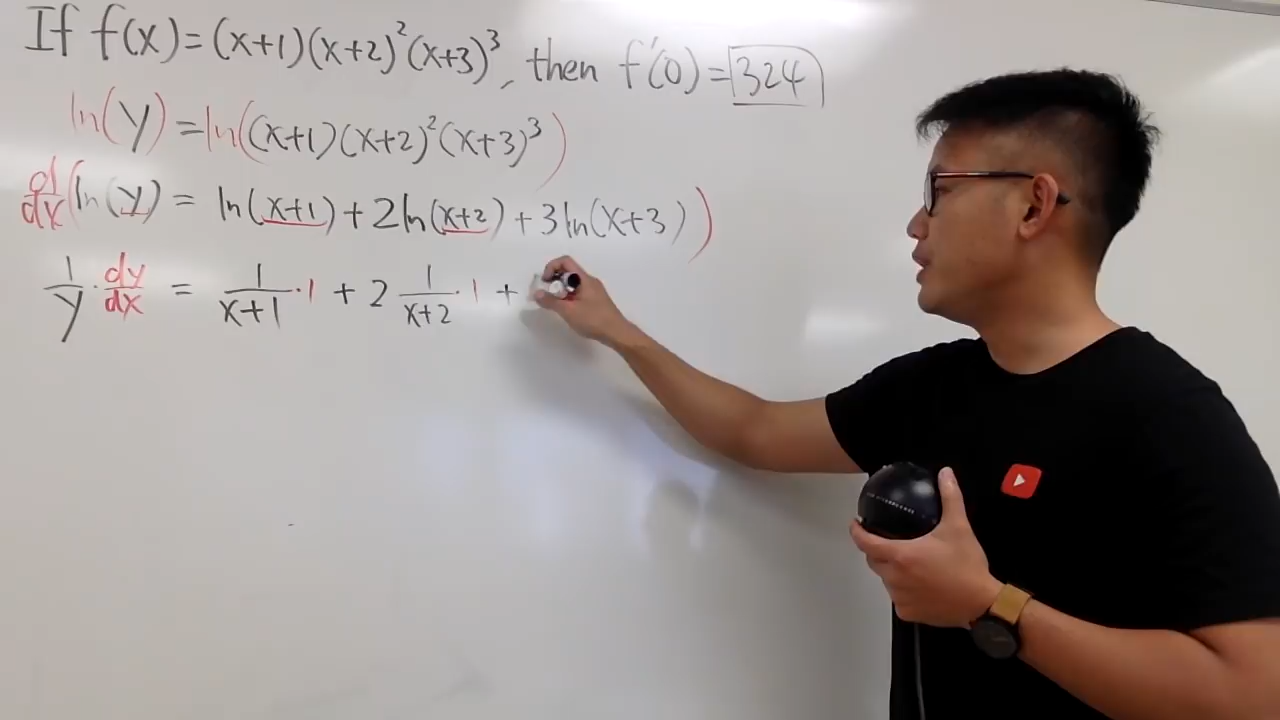 If f(x)=(x+1)(x+2)²(x+3)³, then f'(0)=324
ln(y)=ln((x+1)(x+2)²(x+3)³)
d/dx(ln(y) = ln(x+1)+2ln(x+2)+3ln(x+3))
1/y · dy/dx = 1/(x+1) · 1 + 2 1/(x+2) · 1 +